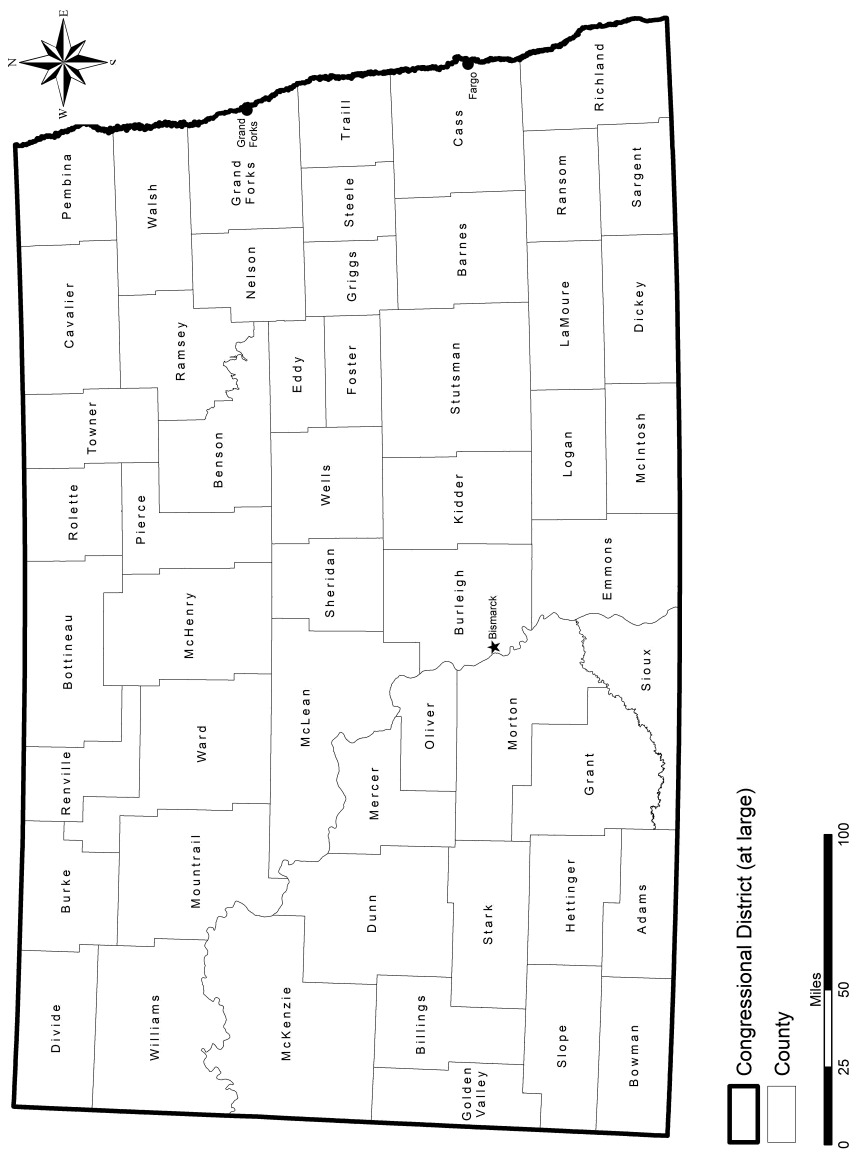 N
E
S
W
Divide
Burke
Renville
Bottineau
Rolette
Towner
Cavalier
Pembina
Williams
Mountrail
Ward
McHenry
Pierce
Benson
Ramsey
Walsh
Nelson
Grand
Forks
Grand
Forks
McKenzie
Dunn
Mercer
McLean
Oliver
Sheridan
Wells
Eddy
Foster
Griggs
Steele
Traill
Golden
Valley
Billings
Stark
Morton
Burleigh
Bismarck
Kidder
Stutsman
Barnes
Cass
Fargo
Slope
Hettinger
Grant
Bowman
Adams
Sioux
Emmons
Logan
McIntosh
LaMoure
Dickey
Ransom
Sargent
Richland
Congressional District (at large)
County
Miles
0
25
50
100